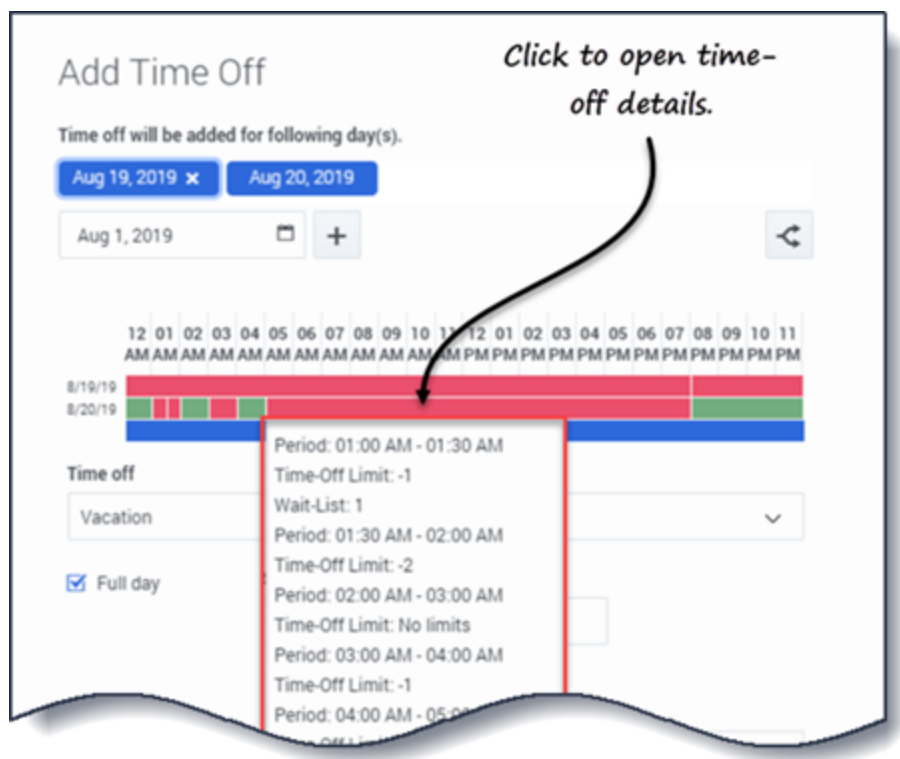 Click to open time-
off details.
Add Time Off
Time off will be added for following day(s).
Aug 19, 2019 × Aug 20, 2019
Aug 1, 2019 +
12 01 02 03 04 05 06 07 08 09 10 11 12 01 02 03 04 05 06 07 08 09 10 11
AM AM AM AM AM AM AM AM AM AM AM AM PM PM PM PM PM PM PM PM PM PM PM PM
8/19/19
8/20/19
Time off
Vacation
Full day
Period: 01:00 AM - 01:30 AM
Time-Off Limit: -1
Wait-List: 1
Period: 01:30 AM - 02:00 AM
Time-Off Limit: -2
Period: 02:00 AM - 03:00 AM
Time-Off Limit: No limits
Period: 03:00 AM - 04:00 AM
Time-Off Limit: -1
Period: 04:00 AM -